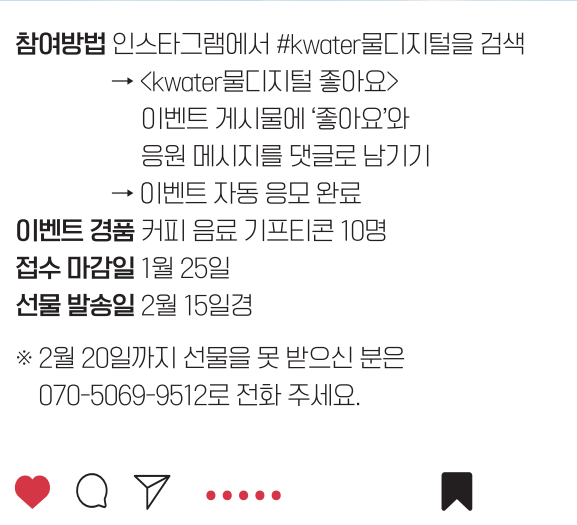 참여방법 인스타그램에서 #kwater물디지털을 검색
→ <kwater물디지털 좋아요>
이벤트 게시물에 ‘좋아요’와
응원 메시지를 댓글로 남기기
→ 이벤트 자동 응모 완료
이벤트 경품 커피 음료 기프티콘 10명
접수 마감일 1월 25일
선물 발송일 2월 15일경
※ 2월 20일까지 선물을 못 받으신 분은
070-5069-9512로 전화 주세요.